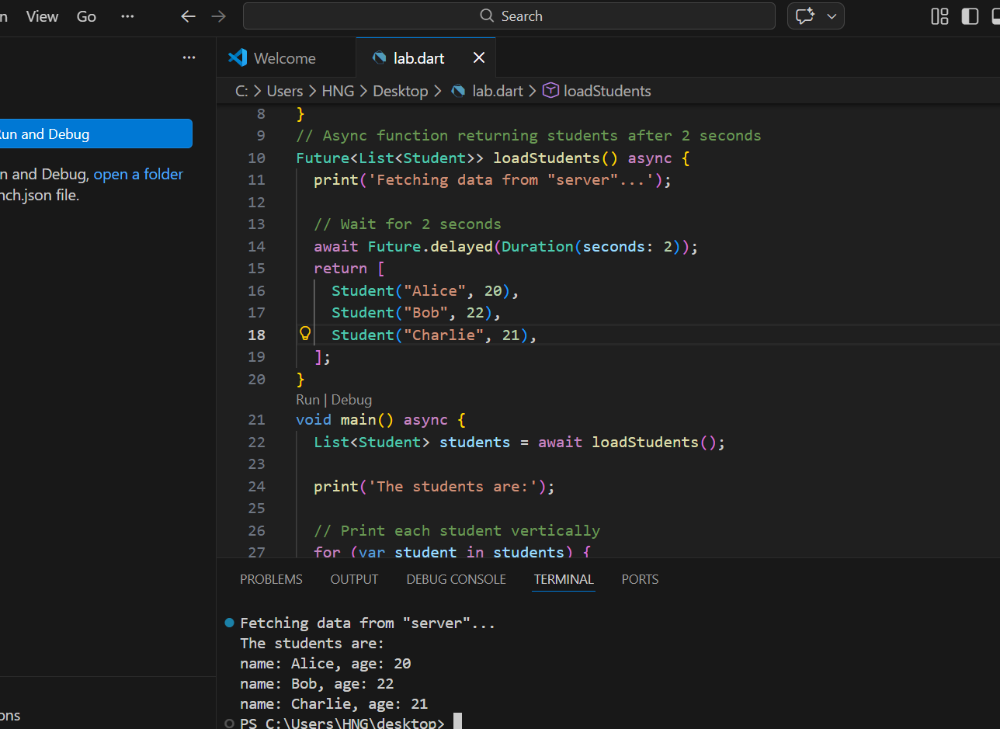 n View Go ··· Search
···
Welcome lab.dart
C: > Users > HNG > Desktop > lab.dart > loadStudents
Run and Debug
n and Debug, open a folder
nch.json file.
ons
8 }
9 // Async function returning students after 2 seconds
10 Future<List<Student>> loadStudents() async {
11 print('Fetching data from "server"...');
12
13 // Wait for 2 seconds
14 await Future.delayed(Duration(seconds: 2));
15 return [
16 Student("Alice", 20),
17 Student("Bob", 22),
18 Student("Charlie", 21),
19 ];
20 }
Run | Debug
21 void main() async {
22 List<Student> students = await loadStudents();
23
24 print('The students are:');
25
26 // Print each student vertically
27 for (var student in students) {
PROBLEMS OUTPUT DEBUG CONSOLE TERMINAL PORTS
Fetching data from "server"...
The students are:
name: Alice, age: 20
name: Bob, age: 22
name: Charlie, age: 21
PS C:\Users\HNG\desktop>